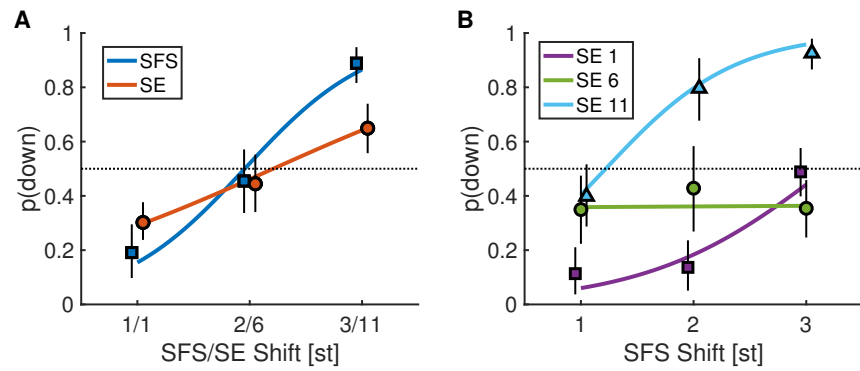 A
1
0.8
0.6
0.4
0.2
0
p(down)
SFS
SE
1/1
2/6
3/11
SFS/SE Shift [st]
B
1
0.8
0.6
0.4
0.2
0
p(down)
SE 1
SE 6
SE 11
1
2
3
SFS Shift [st]